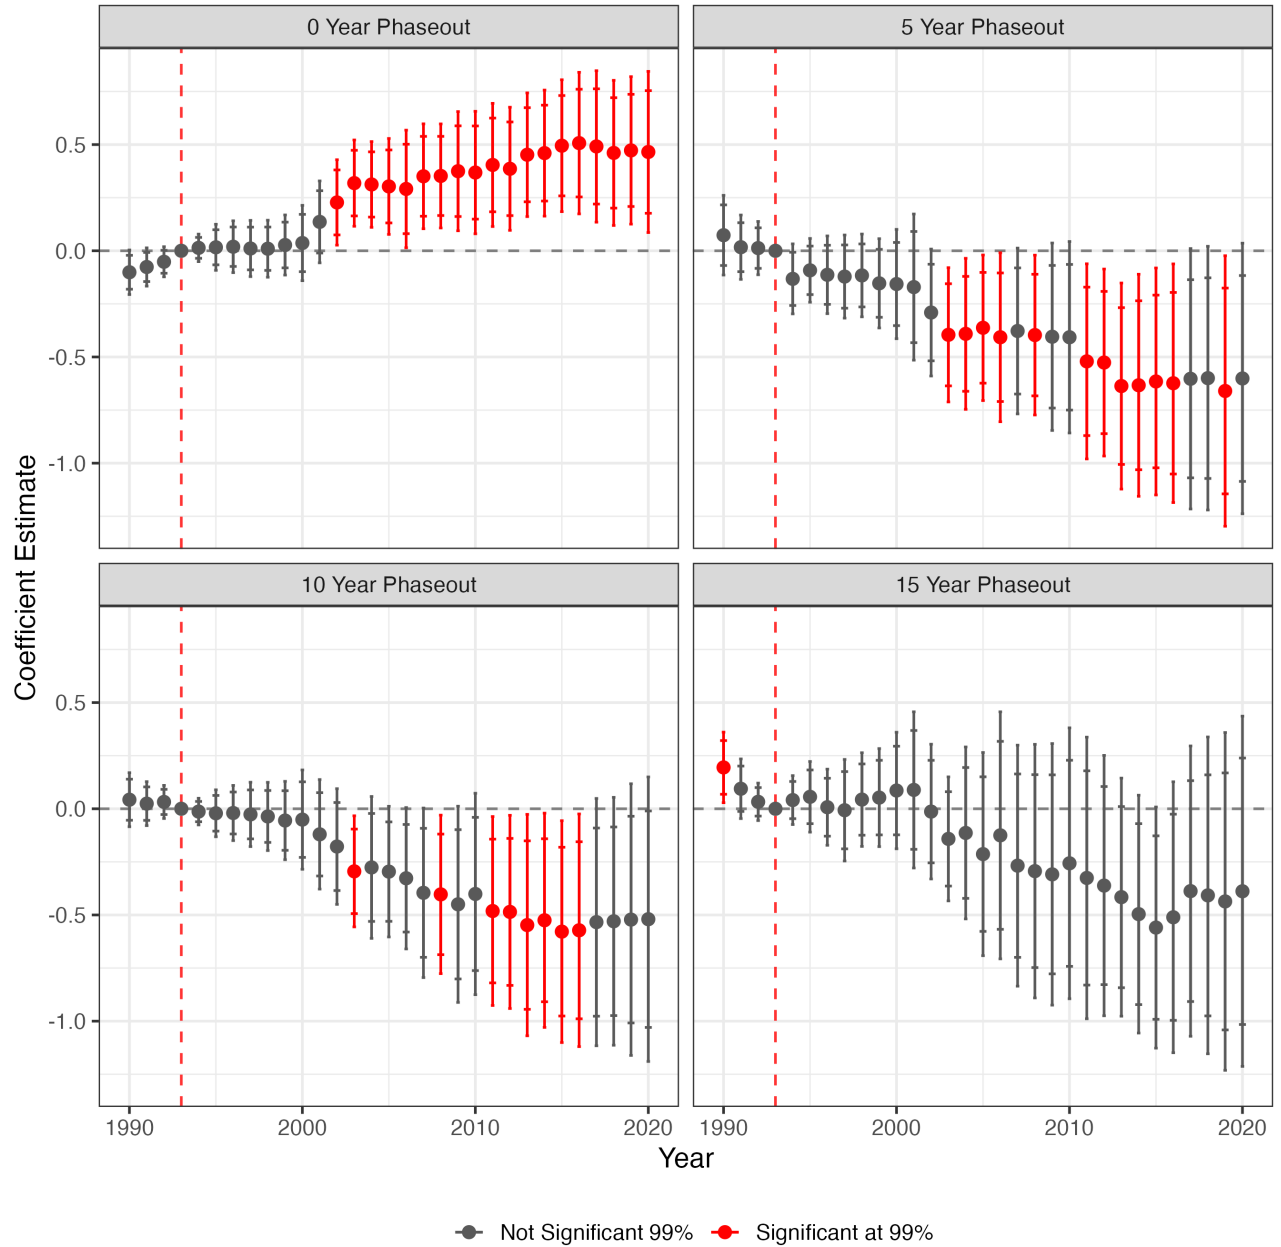 0 Year Phaseout
5 Year Phaseout
0.5
0.0
-0.5
-1.0
10 Year Phaseout
15 Year Phaseout
0.5
0.0
-0.5
-1.0
Coefficient Estimate
1990 2000 2010 2020
1990 2000 2010 2020
Year
Not Significant 99% Significant at 99%